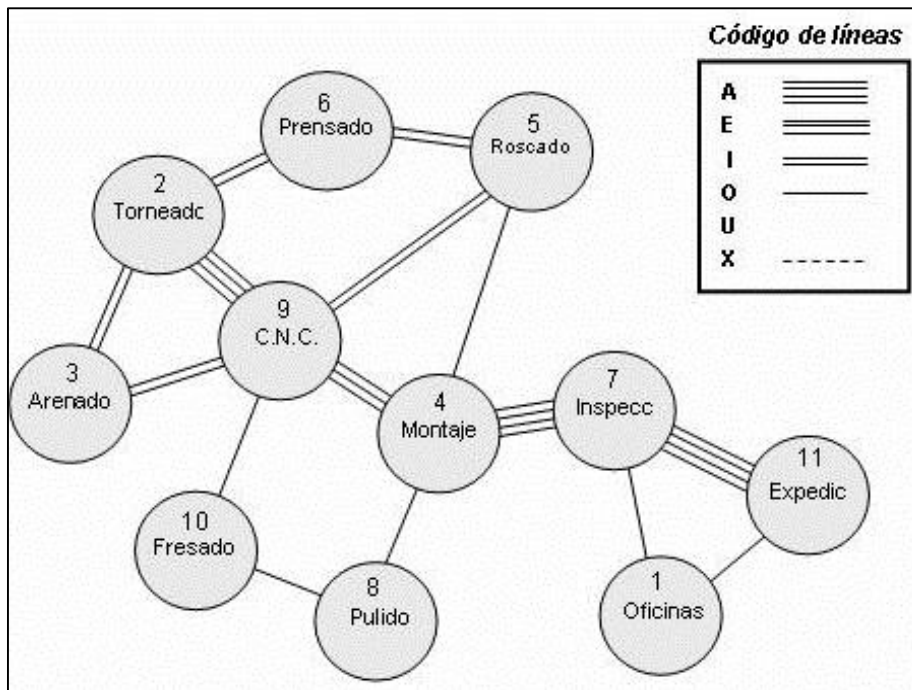 Código de líneas
A
E
I
O
U
X
6
Prensado
5
Roscado
2
Torneadc
9
C.N.C.
3
Arenado
4
Montaje
7
Inspecc
11
Expedic
10
Fresado
8
Pulido
1
Oficinas